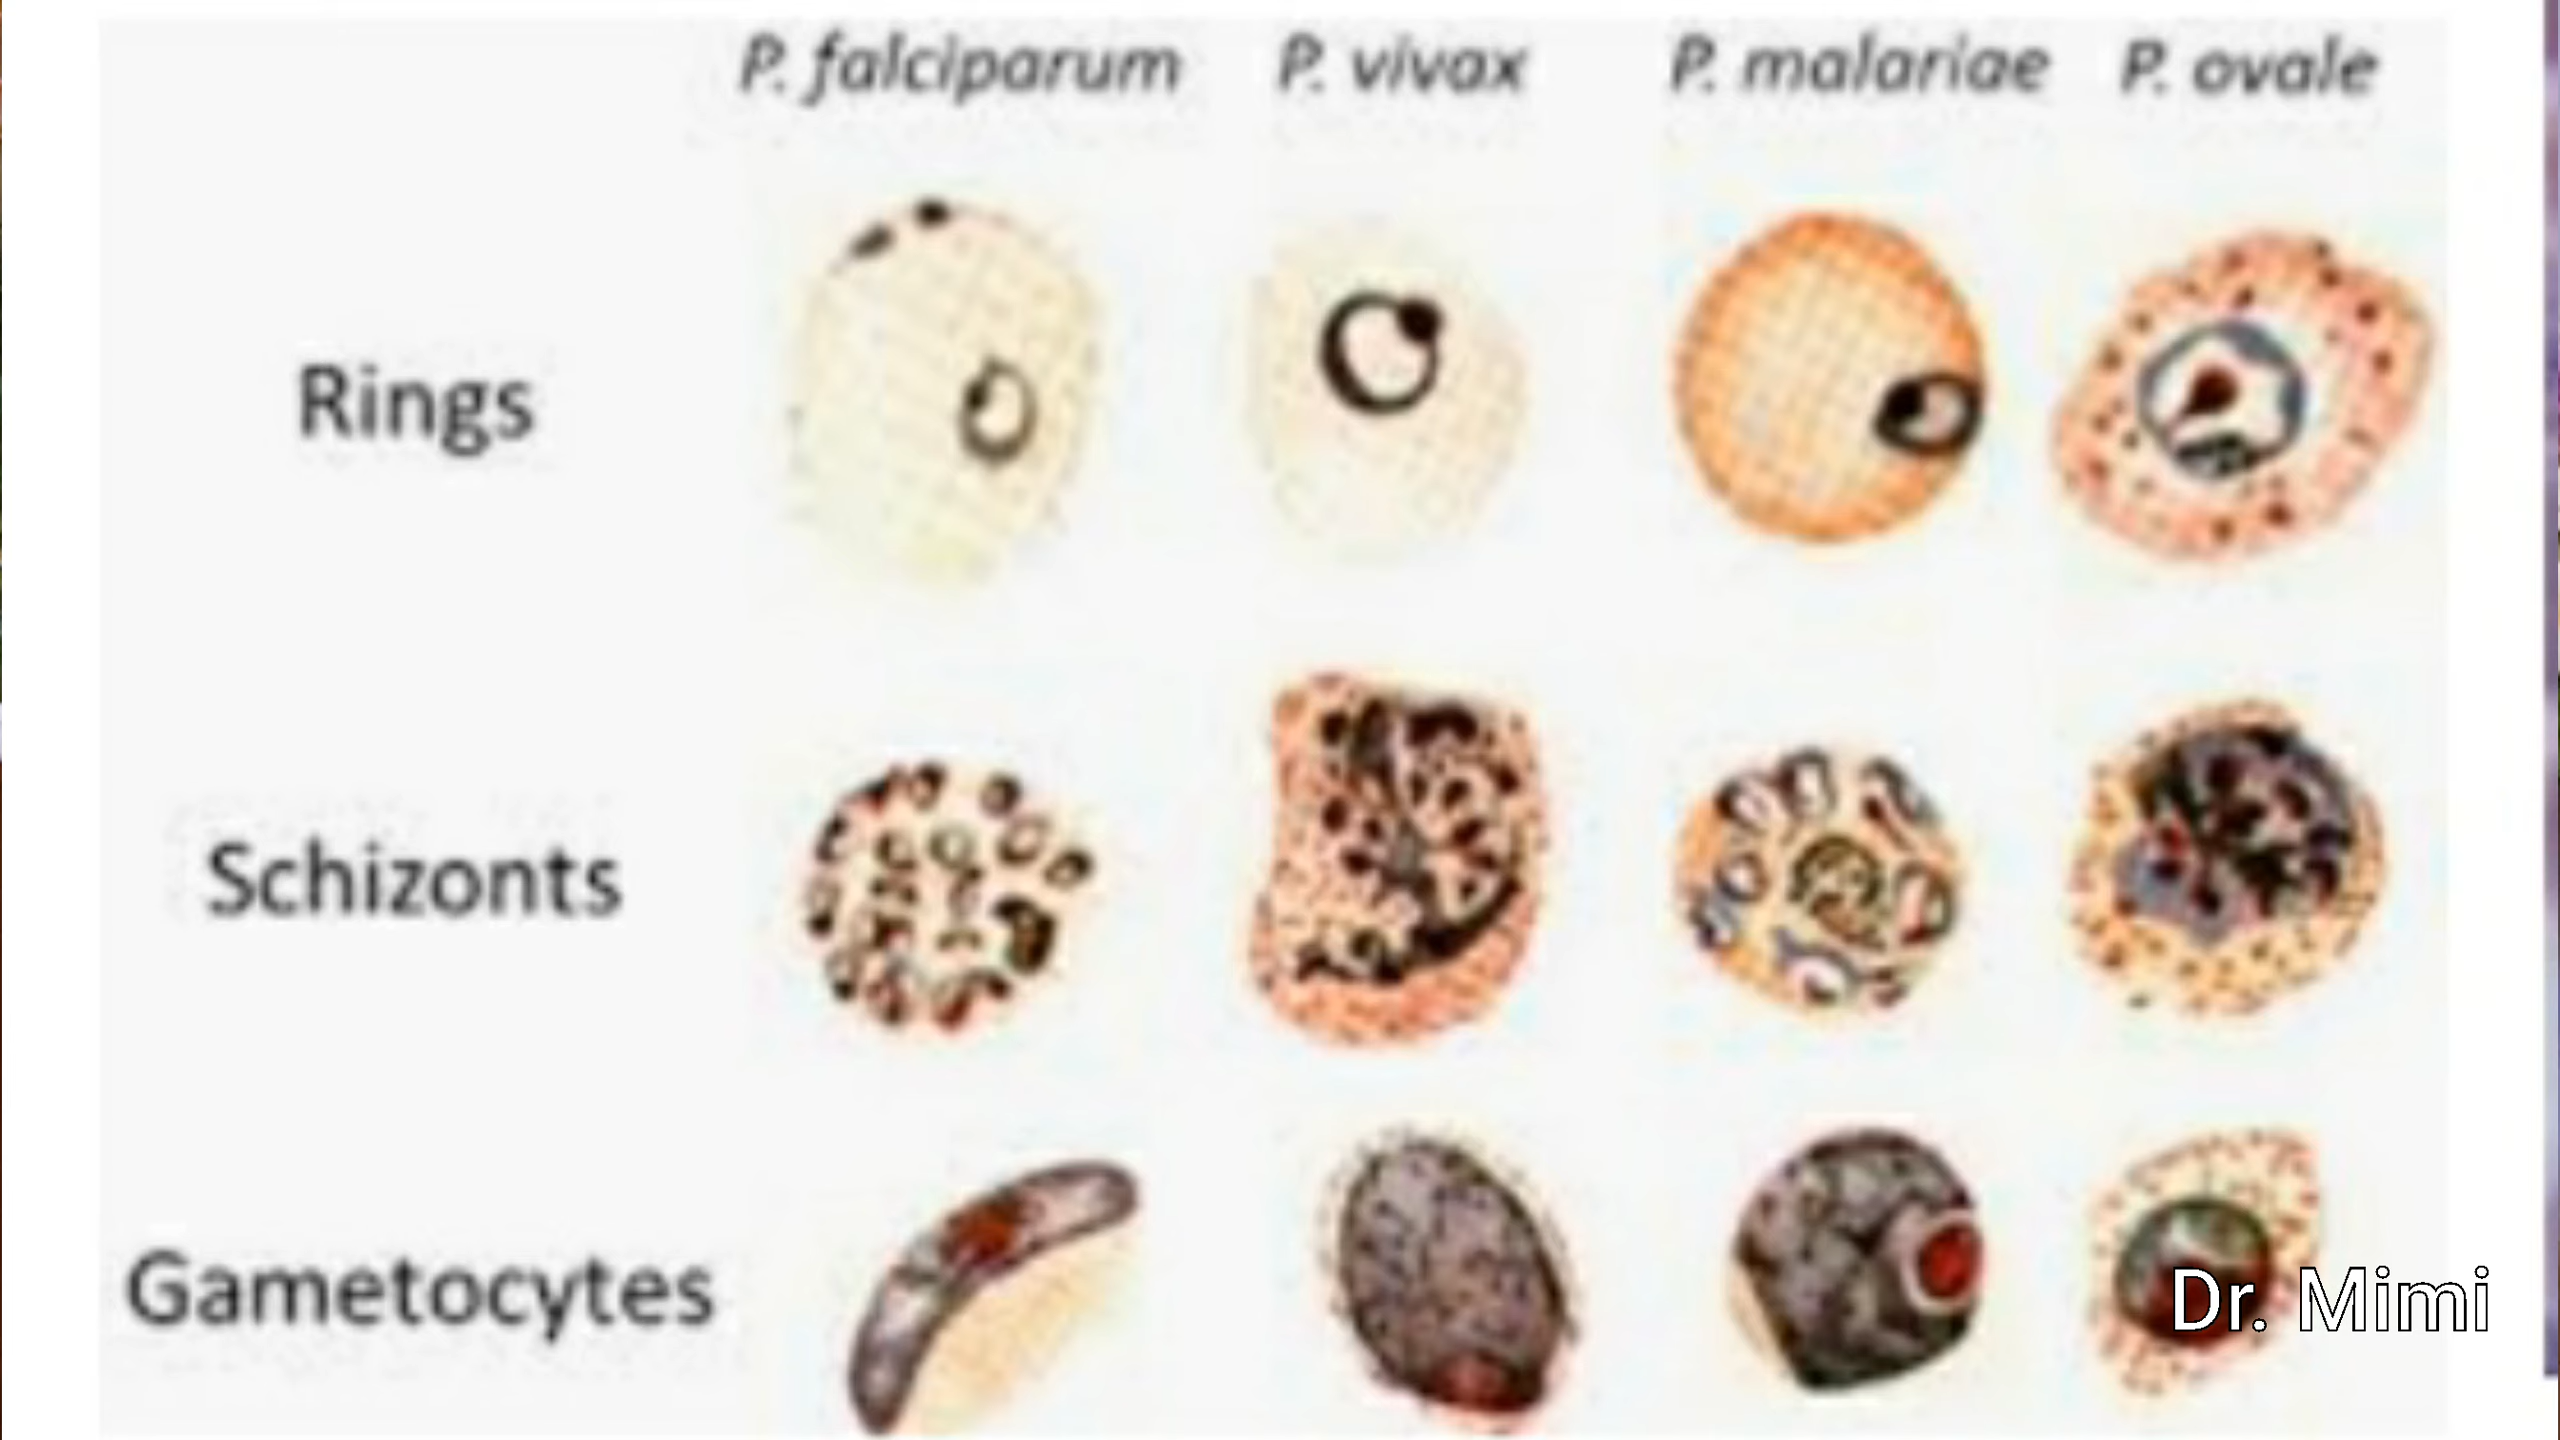 P. falciparum P. vivax P. malariae P. ovale
Rings
Schizonts
Gametocytes
Dr. Mimi